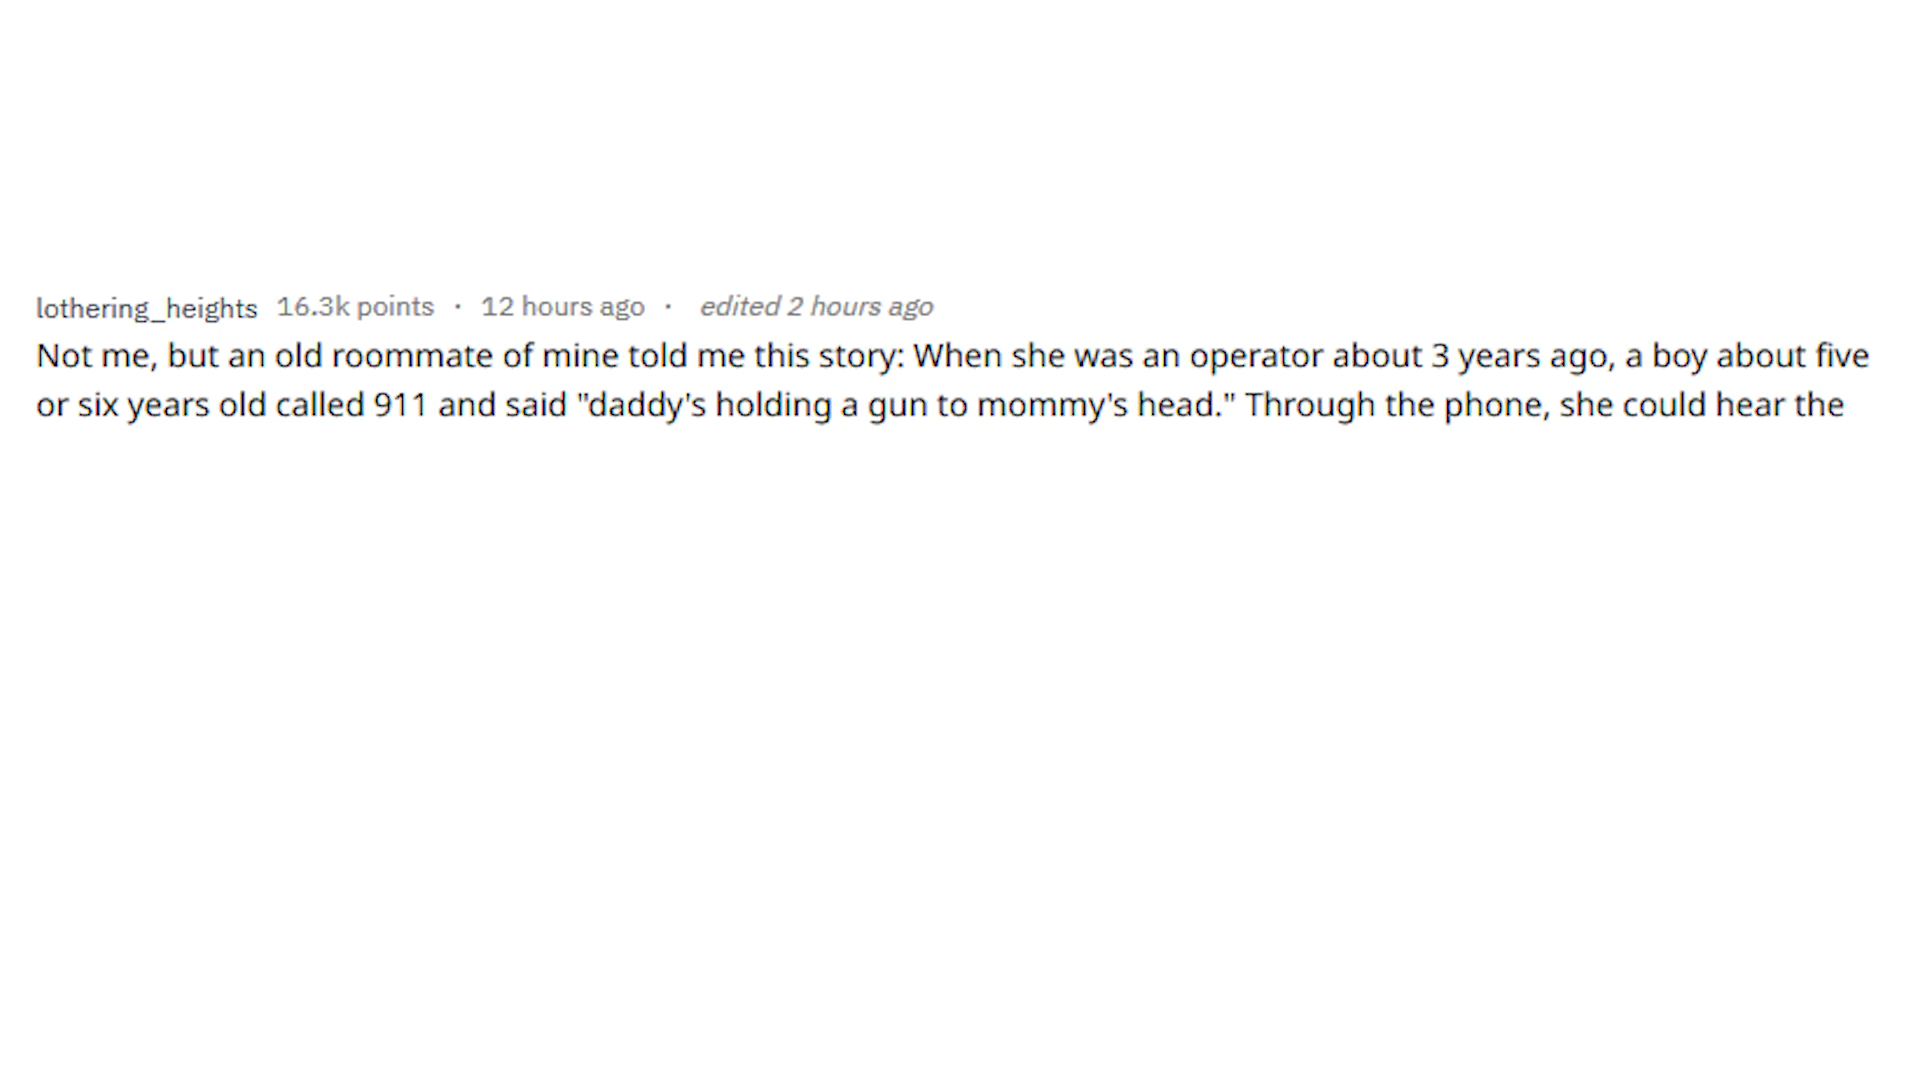 lothering_heights 16.3k points · 12 hours ago · edited 2 hours ago
Not me, but an old roommate of mine told me this story: When she was an operator about 3 years ago, a boy about five
or six years old called 911 and said "daddy's holding a gun to mommy's head." Through the phone, she could hear the